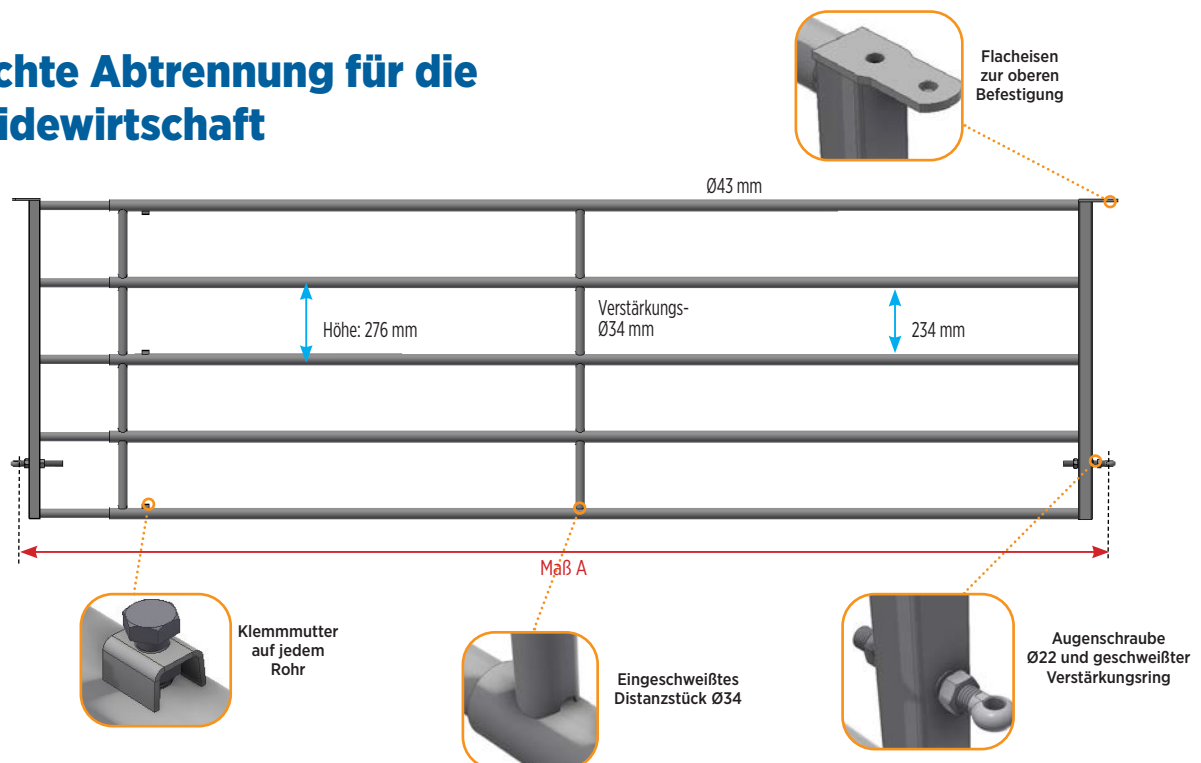 chte Abtrennung für die
idewirtschaft
Flacheisen
zur oberen
Befestigung
Ø43 mm
Höhe: 276 mm
Verstärkungs-
Ø34 mm
234 mm
Maß A
Klemmmutter
auf jedem
Rohr
Eingeschweißtes
Distanzstück Ø34
Augenschraube
Ø22 und geschweißter
Verstärkungsring